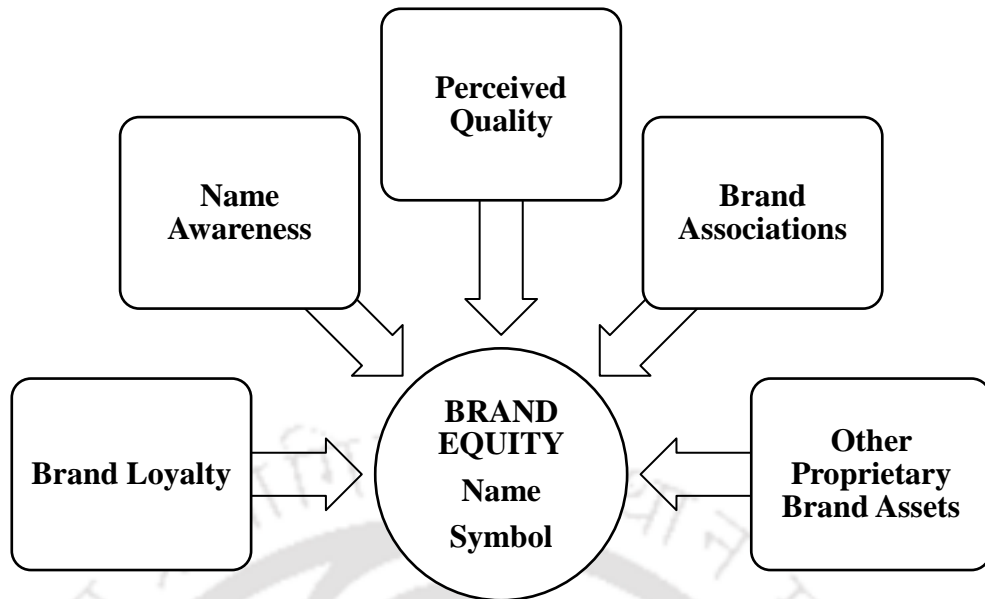 Perceived
Quality
Name
Awareness
Brand
Associations
Brand Loyalty
BRAND
EQUITY
Name
Symbol
Other
Proprietary
Brand Assets